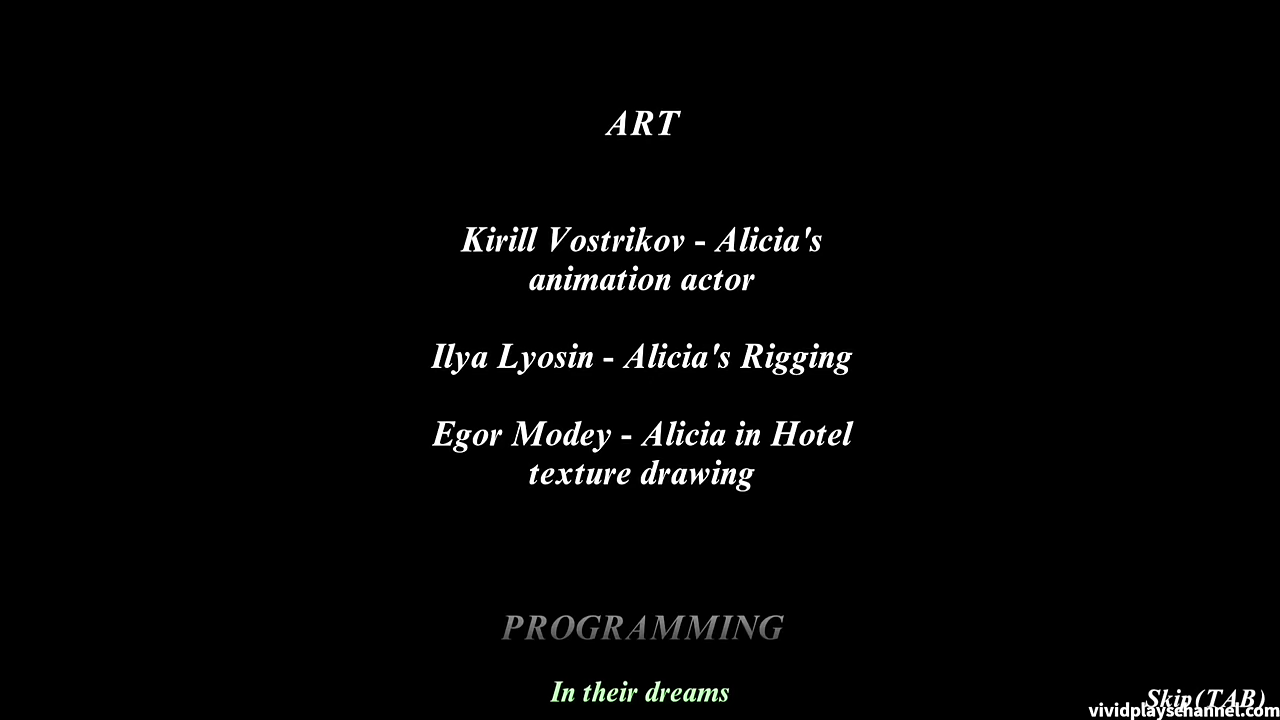 ART
Kirill Vostrikov - Alicia's
animation actor
Ilya Lyosin - Alicia's Rigging
Egor Modey - Alicia in Hotel
texture drawing
PROGRAMMING
In their dreams
Skip(TAB)
vividplayschannel.com